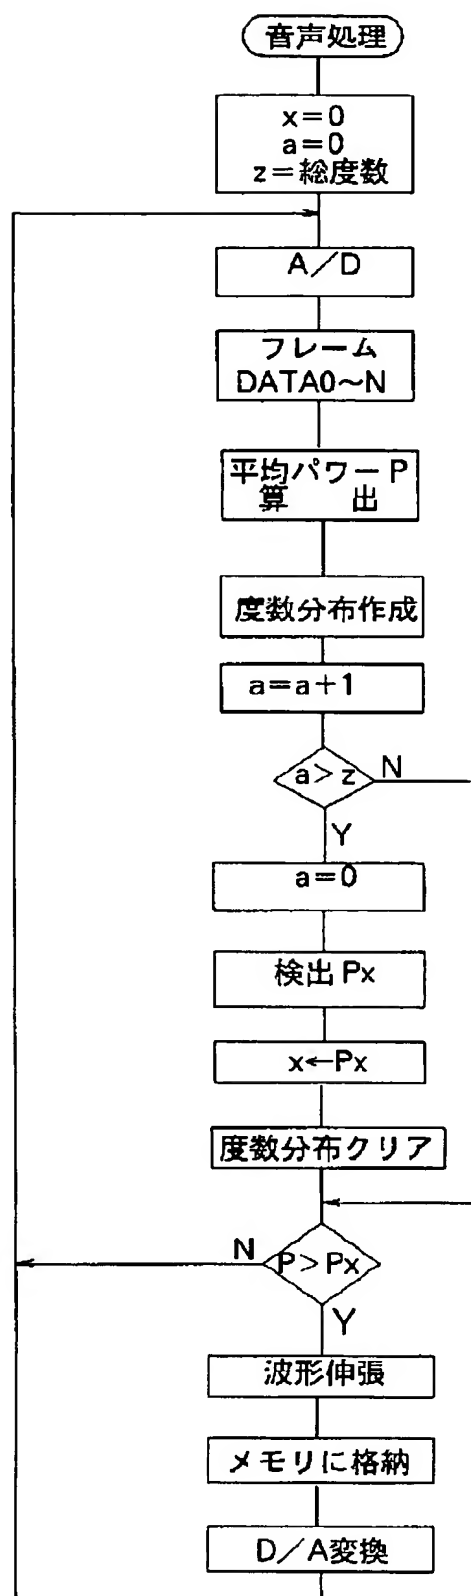 音声処理
x=0
a=0
z=総度数
A／D
フレーム
DATA0～N
平均パワーP
算 出
度数分布作成
a=a+1
a>z
N
Y
a=0
検出Px
x←Px
度数分布クリア
N
P>Px
Y
波形伸張
メモリに格納
D／A変換